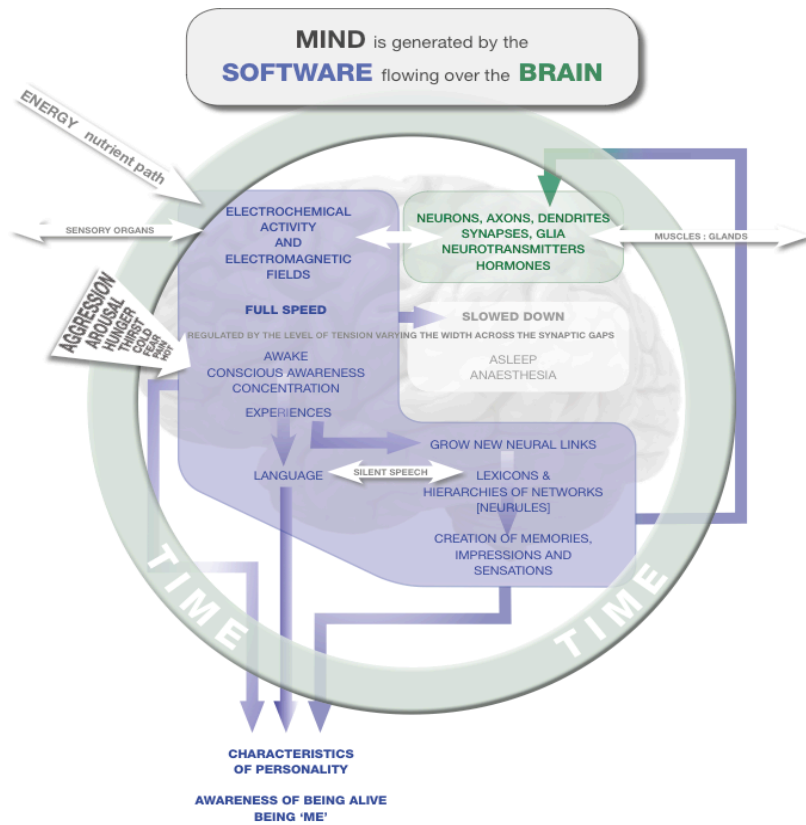 MIND is generated by the
SOFTWARE flowing over the BRAIN
ENERGY nutrient path
SENSORY ORGANS
ELECTROCHEMICAL
ACTIVITY
AND
ELECTROMAGNETIC
FIELDS
NEURONS, AXONS, DENDRITES
SYNAPSES, GLIA
NEUROTRANSMITTERS
HORMONES
MUSCLES : GLANDS
AGGRESSION
AROUSAL
HUNGER
THIRST
COLD
FEAR
PAIN
HOT
FULL SPEED
SLOWED DOWN
REGULATED BY THE LEVEL OF TENSION VARYING THE WIDTH ACROSS THE SYNAPTIC GAPS
AWAKE
CONSCIOUS AWARENESS
CONCENTRATION
ASLEEP
ANAESTHESIA
EXPERIENCES
GROW NEW NEURAL LINKS
LANGUAGE
SILENT SPEECH
LEXICONS &
HIERARCHIES OF NETWORKS
[NEURULES]
CREATION OF MEMORIES,
IMPRESSIONS AND
SENSATIONS
TIME
TIME
CHARACTERISTICS
OF PERSONALITY
AWARENESS OF BEING ALIVE
BEING ‘ME’